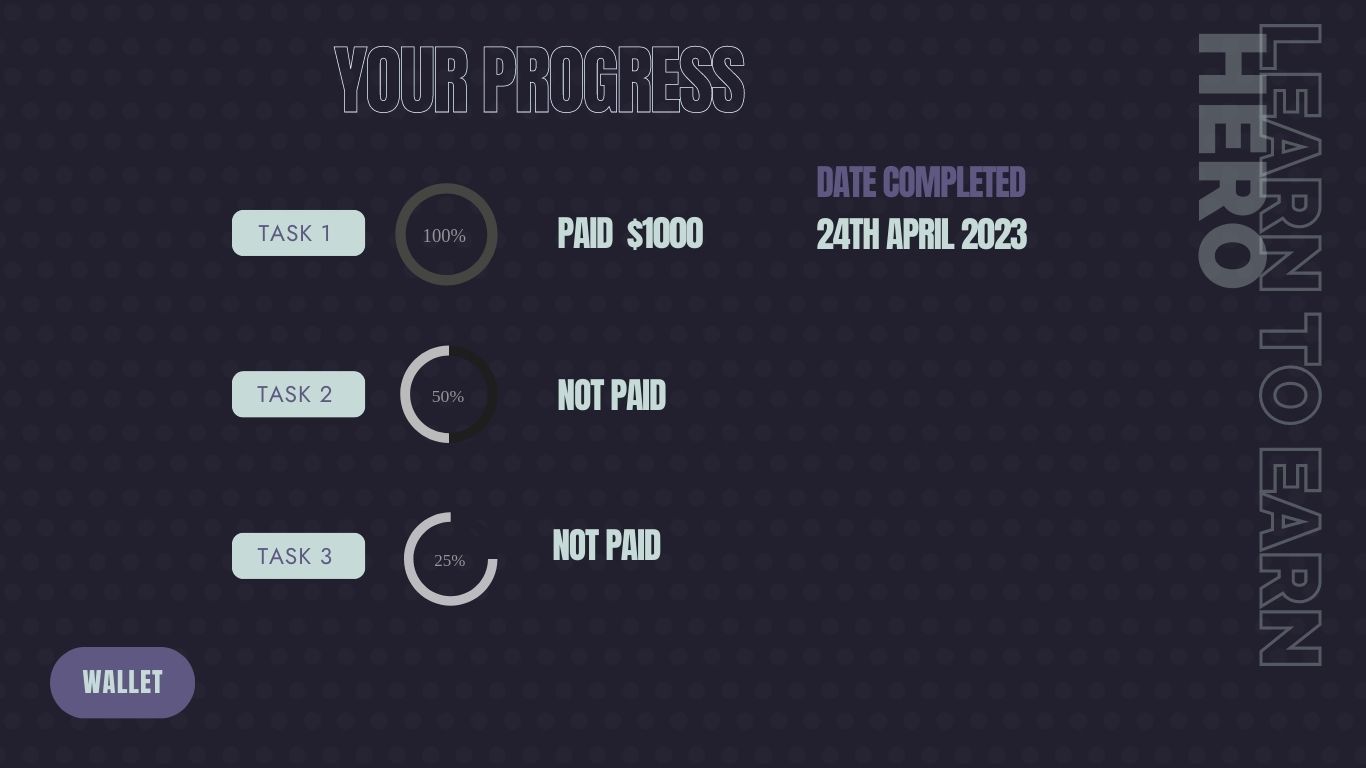 YOUR PROGRESS
DATE COMPLETED
TASK 1
100%
PAID $1000
24TH APRIL 2023
TASK 2
50%
NOT PAID
TASK 3
25%
NOT PAID
WALLET
LEARN TO EARN
HERO